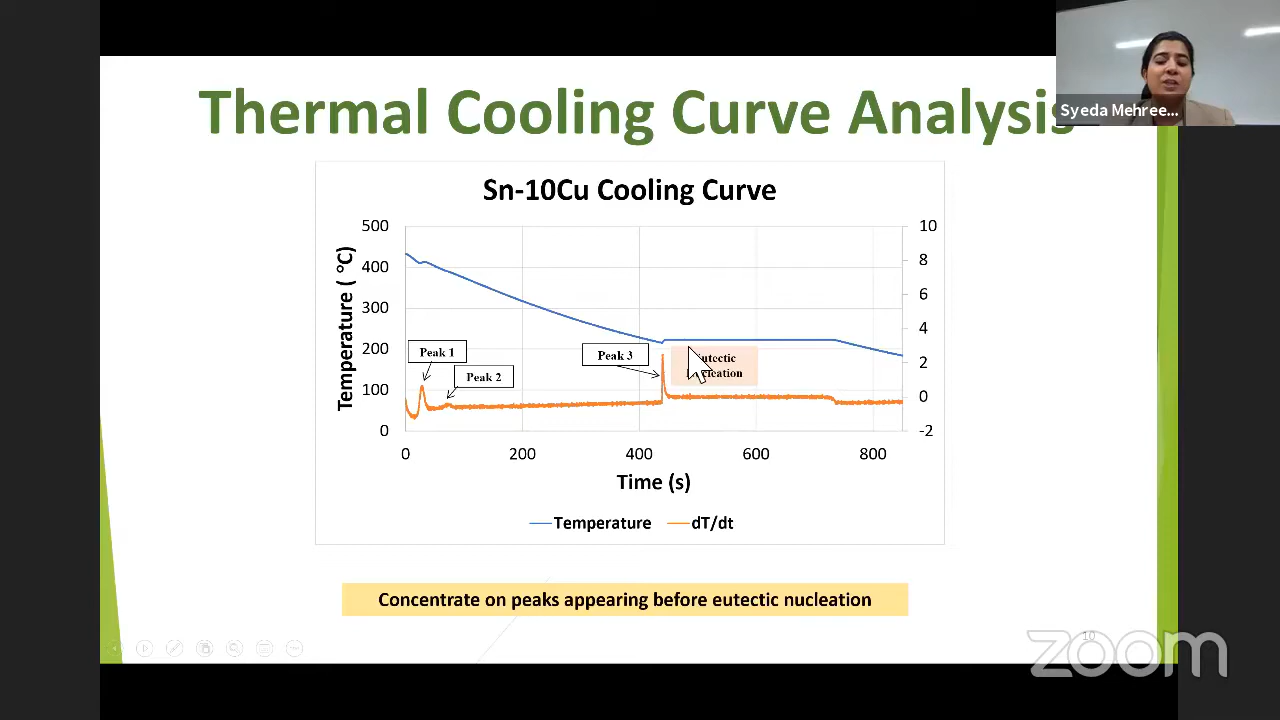 Thermal Cooling Curve Analysis
Syeda Mehree...
Sn-10Cu Cooling Curve
Temperature ( °C)
500
400
300
200
100
0
10
8
6
4
2
0
-2
Peak 1
Peak 2
Peak 3
0
200
400
600
800
Time (s)
Temperature
dT/dt
Concentrate on peaks appearing before eutectic nucleation
10
zoom